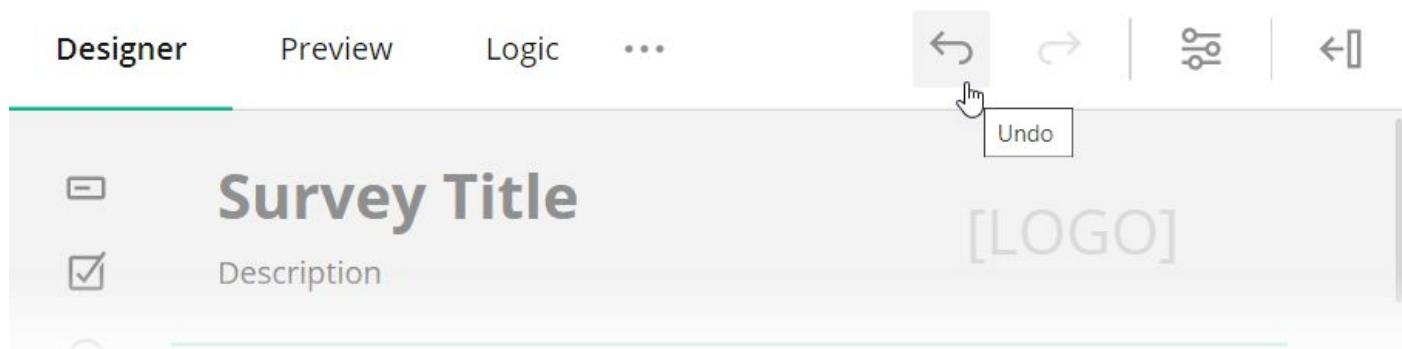 Designer Preview Logic
Undo
Survey Title
[LOGO]
Description